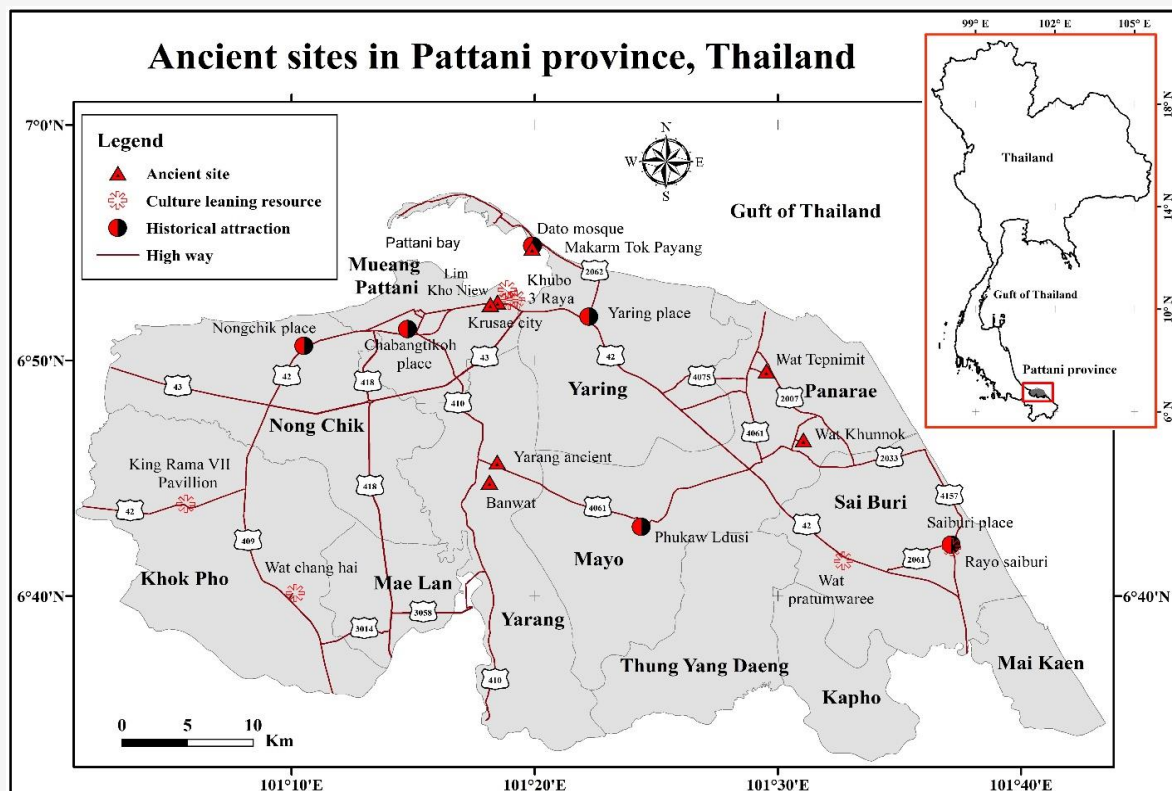 Ancient sites in Pattani province, Thailand
99° E
102° E
105° E
18°N
14°N
10°N
6°N
Thailand
Guft of Thailand
Pattani province
7°0'N
6°50'N
6°40'N
6°40'N
101°10'E
101°20'E
101°30'E
101°40'E
Legend
Ancient site
Culture leaning resource
Historical attraction
High way
N
W
E
S
Guft of Thailand
Pattani bay
Dato mosque
Makarm Tok Payang
2062
Mueang
Pattani
Lim
Kho Niew
Khubo
3 Raya
Krusae city
Nongchik place
Chabangtikoh
place
Yaring place
43
42
418
43
410
42
4075
Wat Tepnimit
Yaring
Panarae
2007
Nong Chik
4061
Wat Khunnok
2033
King Rama VII
Pavillion
Yarang ancient
Banwat
418
42
4061
42
4157
Sai Buri
Saiburi place
Phukaw Ldusi
409
Mayo
2061
Rayo saiburi
Wat chang hai
Khok Pho
Mae Lan
Wat
pratumwaree
3058
Yarang
3014
Thung Yang Daeng
Mai Kaen
410
Kapho
0
5
10
Km